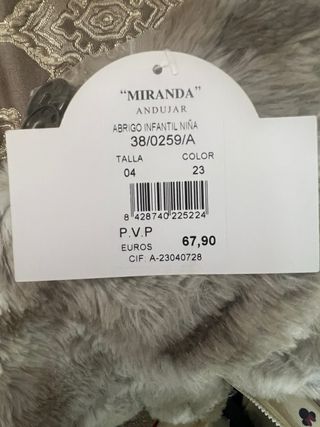 "MIRANDA"
ANDUJAR
ABRIGO INFANTIL NIÑA
38/0259/A
TALLA COLOR
04 23
8 428740 225224
P.V.P
EUROS 67,90
CIF: A-23040728